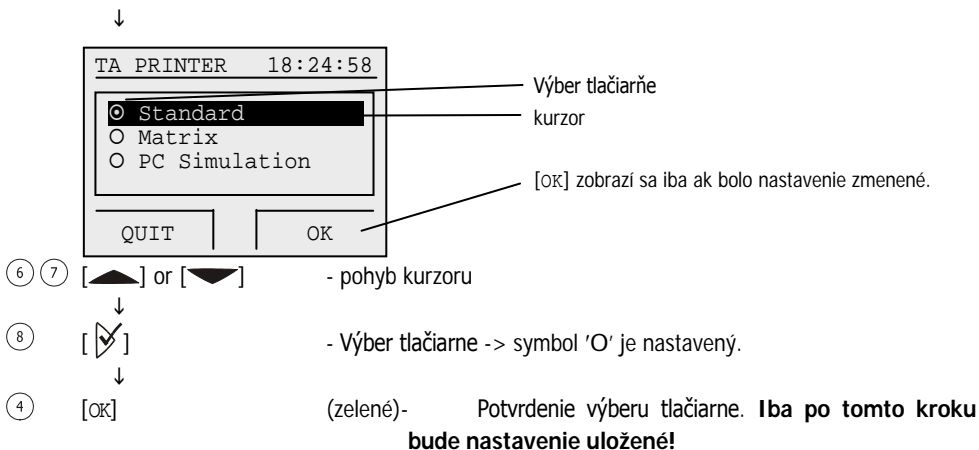 ↓
TA PRINTER 18:24:58
Výber tlačiarňe
⊙ Standard
kurzor
O Matrix
O PC Simulation
[OK] zobrazí sa iba ak bolo nastavenie zmenené.
QUIT OK
6 7 [▲] or [▼] - pohyb kurzoru
↓
8 [✓] - Výber tlačiarne -> symbol 'O' je nastavený.
↓
4 [OK] (zelené)- Potvrdenie výberu tlačiarne. Iba po tomto kroku
bude nastavenie uložené!